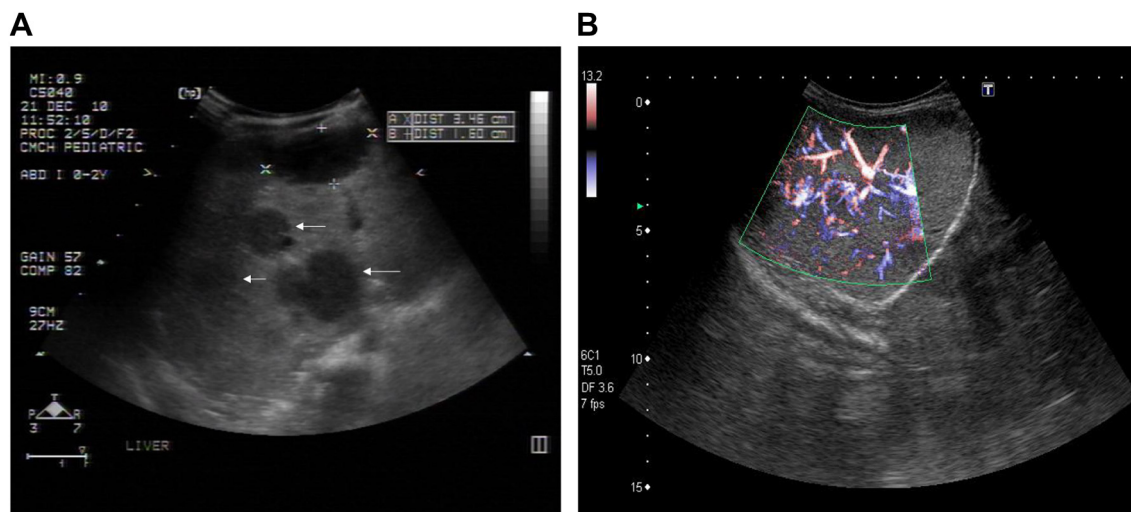 A
MI:0.9
C5040
21 DEC 10
11:52:10
PROC 2/S/D/F2
CMCH PEDIATRIC
ABD I 0-2Y
GAIN 57
COMP 82
9CM
27HZ
P T A
3 7
LIVER
[hp]
A X DIST 3.46 cm
B + DIST 1.60 cm
B
13.2
T
0
5
10
15
6C1
T5.0
DF 3.6
7 fps